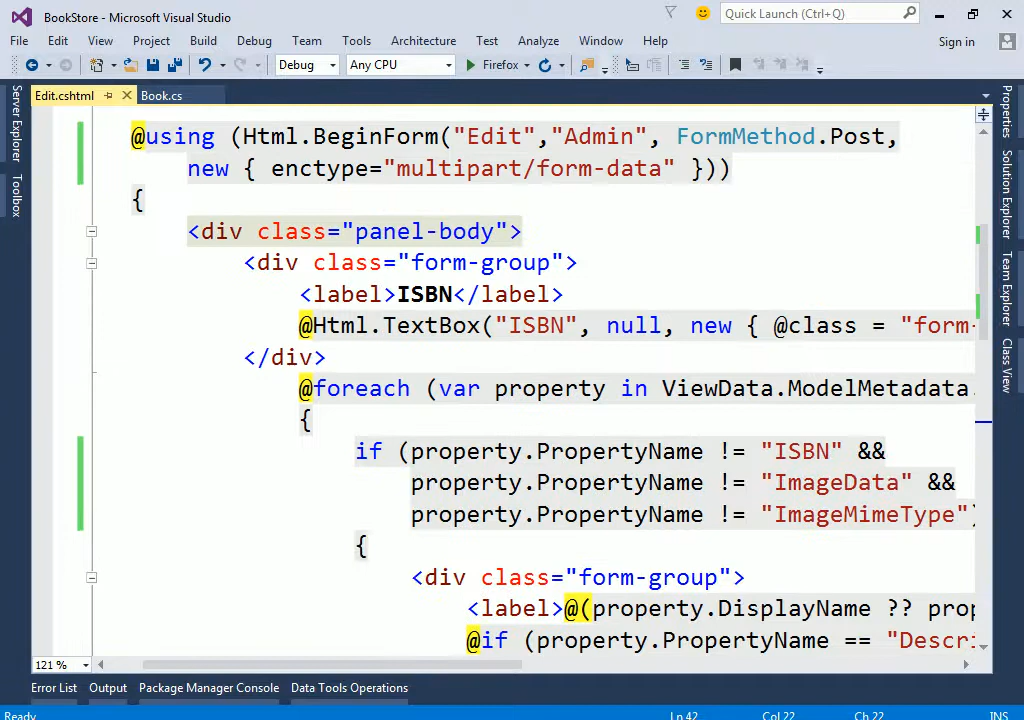 BookStore - Microsoft Visual Studio
Quick Launch (Ctrl+Q)
File Edit View Project Build Debug Team Tools Architecture Test Analyze Window Help
Sign in
Debug Any CPU Firefox
Edit.cshtml Book.cs
Server Explorer
Toolbox
Properties
Solution Explorer
Team Explorer
Class View
@using (Html.BeginForm("Edit","Admin", FormMethod.Post,
new { enctype="multipart/form-data" }))
{
<div class="panel-body">
<div class="form-group">
<label>ISBN</label>
@Html.TextBox("ISBN", null, new { @class = "form-
</div>
@foreach (var property in ViewData.ModelMetadata.
{
if (property.PropertyName != "ISBN" &&
property.PropertyName != "ImageData" &&
property.PropertyName != "ImageMimeType")
{
<div class="form-group">
<label>@(property.DisplayName ?? prop
@if (property.PropertyName == "Descri
121 %
Error List Output Package Manager Console Data Tools Operations
Ready Ln 42 Col 22 Ch 22 INS